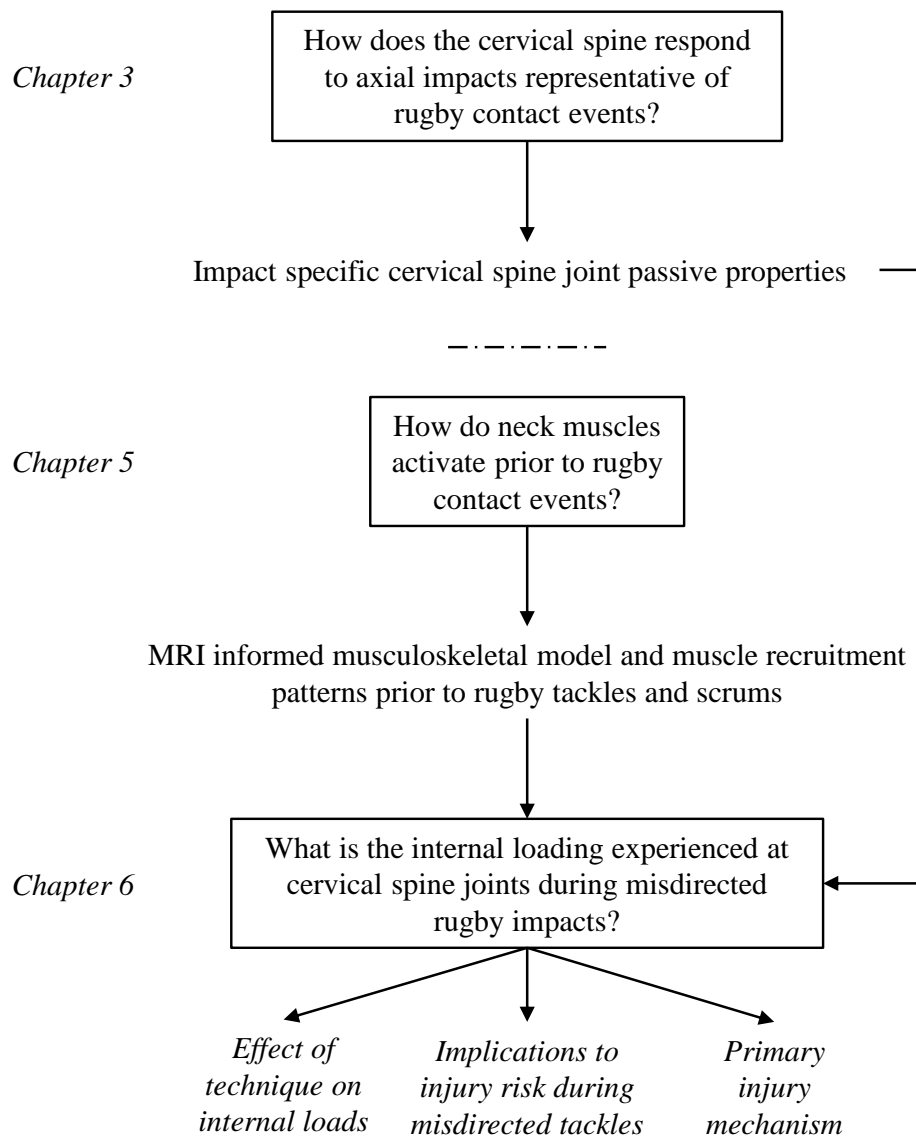 Chapter 3
How does the cervical spine respond
to axial impacts representative of
rugby contact events?
Impact specific cervical spine joint passive properties
Chapter 5
How do neck muscles
activate prior to rugby
contact events?
MRI informed musculoskeletal model and muscle recruitment
patterns prior to rugby tackles and scrums
Chapter 6
What is the internal loading experienced at
cervical spine joints during misdirected
rugby impacts?
Effect of
technique on
internal loads
Implications to
injury risk during
misdirected tackles
Primary
injury
mechanism